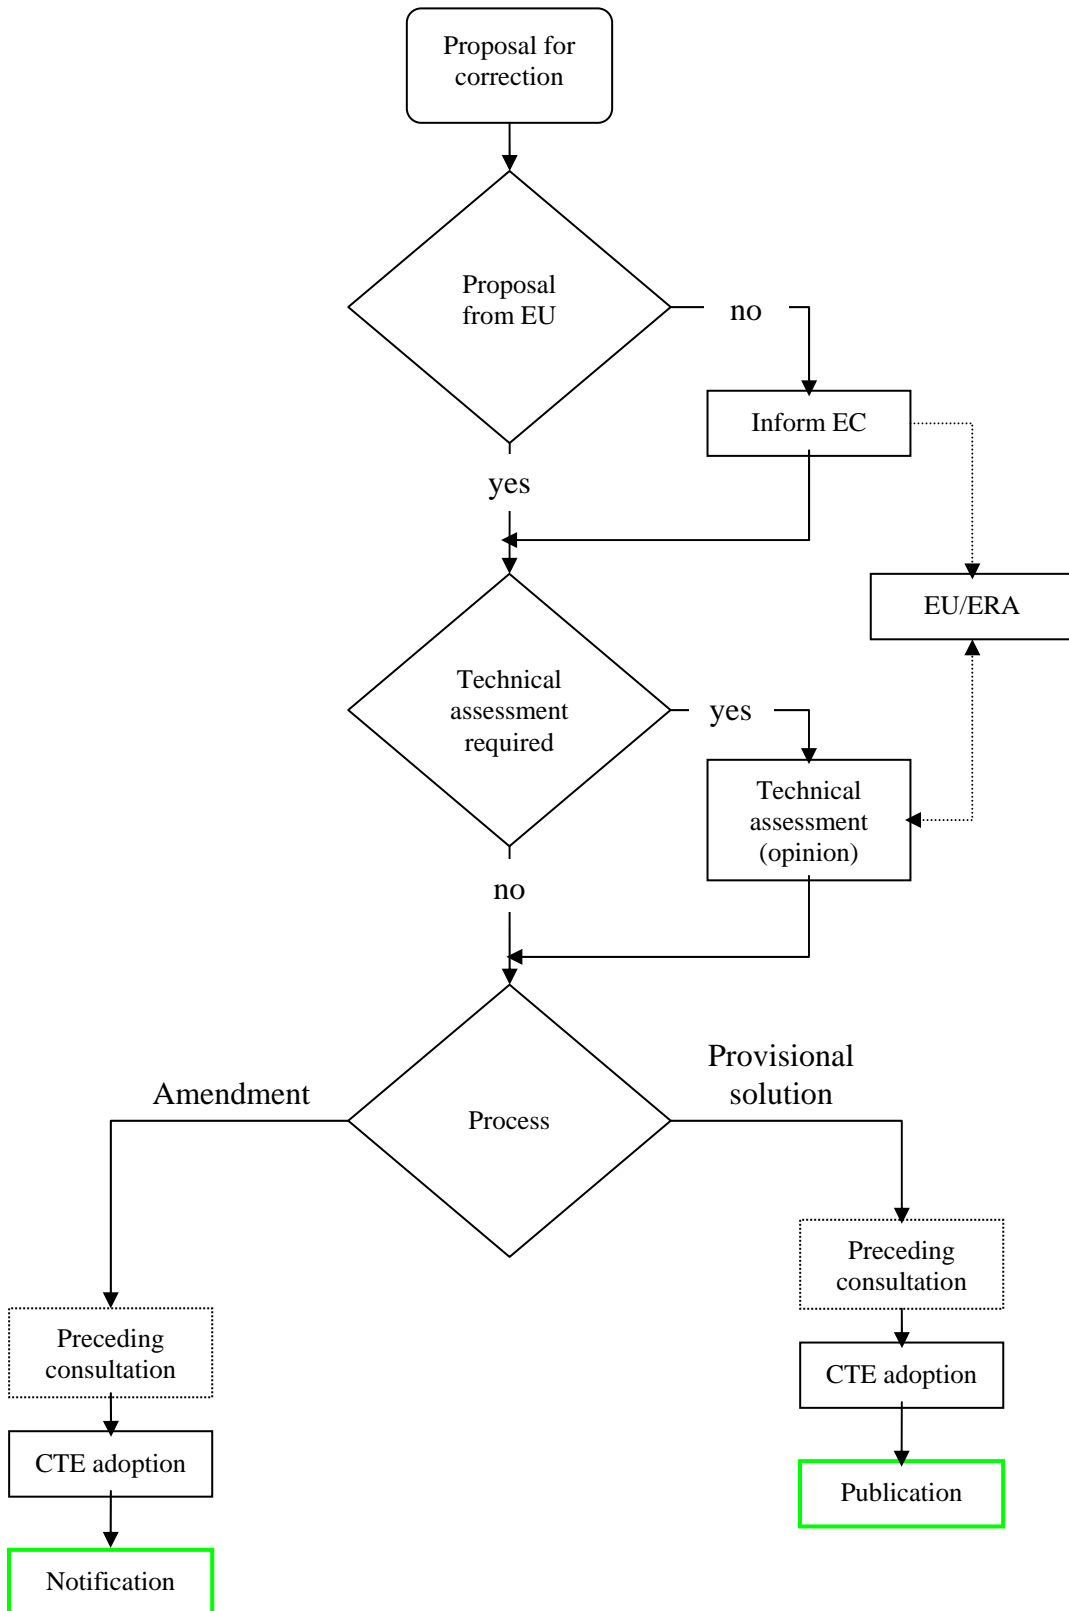 Proposal for
correction
Proposal
from EU
no
Inform EC
yes
EU/ERA
Technical
assessment
required
yes
Technical
assessment
(opinion)
no
Amendment
Process
Provisional
solution
Preceding
consultation
CTE adoption
Publication
Preceding
consultation
CTE adoption
Notification